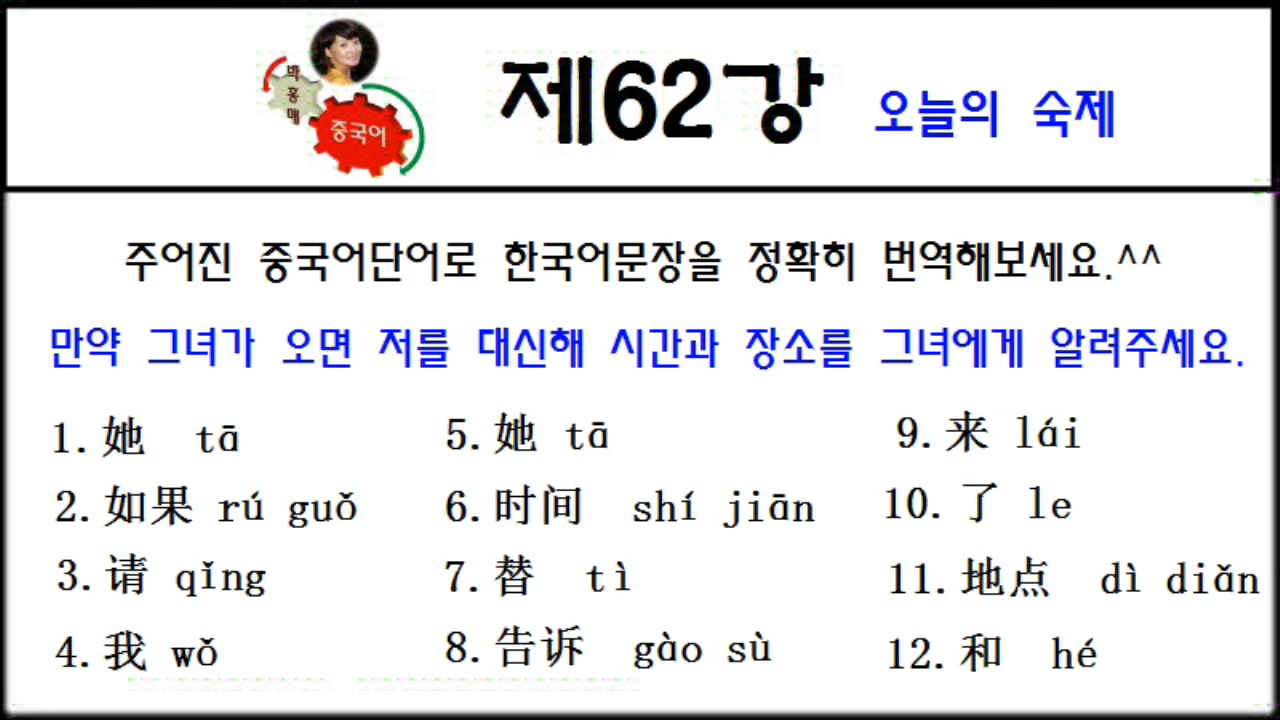 박홍매
중국어
제62강 오늘의 숙제
주어진 중국어단어로 한국어문장을 정확히 번역해보세요.^^
만약 그녀가 오면 저를 대신해 시간과 장소를 그녀에게 알려주세요.
1. 她 tā 5. 她 tā 9. 来 lái
2. 如果 rú guǒ 6. 时间 shí jiān 10. 了 le
3. 请 qǐng 7. 替 tì 11. 地点 dì diǎn
4. 我 wǒ 8. 告诉 gào sù 12. 和 hé